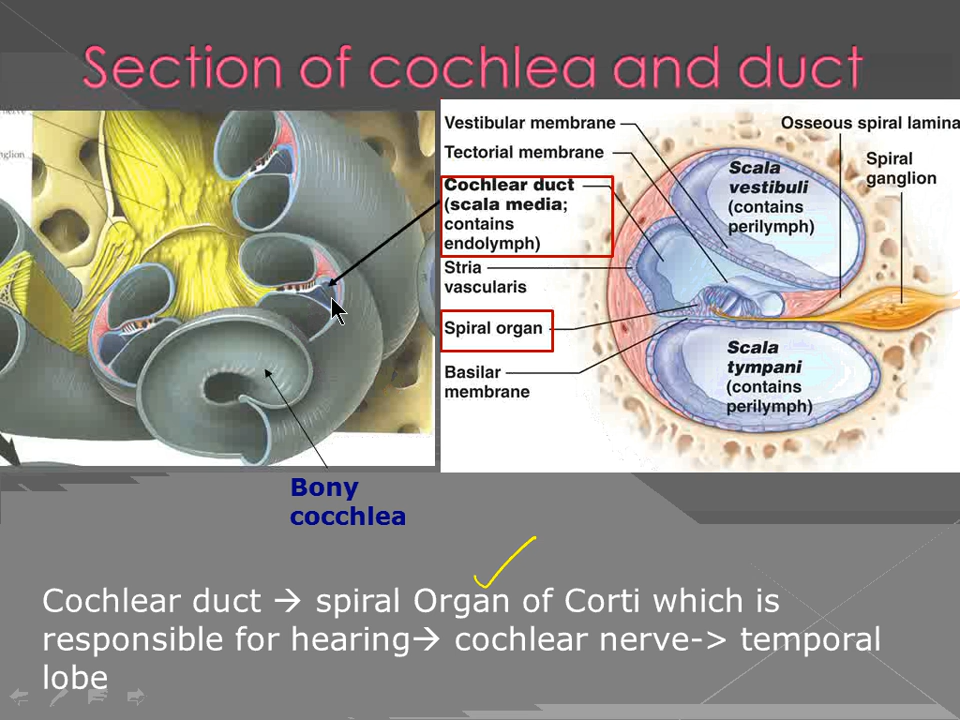 Section of cochlea and duct
nglion
Vestibular membrane
Tectorial membrane
Cochlear duct
(scala media;
contains
endolymph)
Stria
vascularis
Spiral organ
Basilar
membrane
Osseous spiral lamina
Spiral
ganglion
Scala
vestibuli
(contains
perilymph)
Scala
tympani
(contains
perilymph)
Bony
cocchlea
Cochlear duct → spiral Organ of Corti which is
responsible for hearing→ cochlear nerve-> temporal
lobe